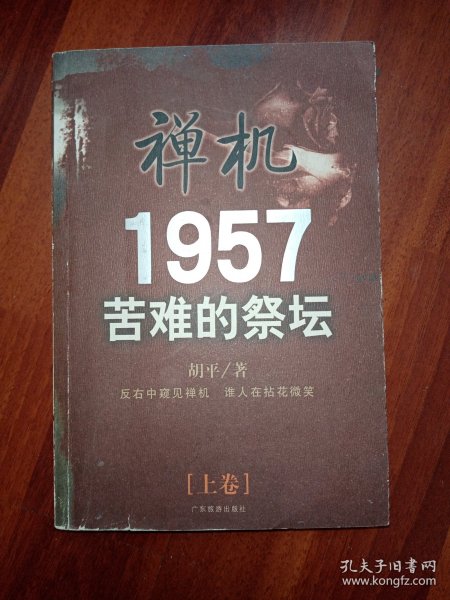 禅机
1957
苦难的祭坛
胡平/著
反右中窥见禅机 谁人在拈花微笑
[上卷]
广东旅游出版社
孔夫子旧书网
www.kongfz.com